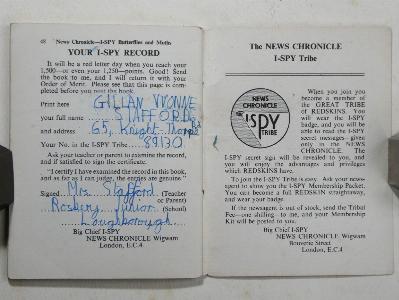 48 News Chronicle—I-SPY Butterflies and Moths
YOUR I-SPY RECORD
It will be a red letter day when you reach your
1,500—or even your 1,250—points. Good! Send
the book to me, and I will return it with your
Order of Merit. Please see that this page is
completed before you post the book.
Print here GILLIAN YVONNE
your full name STAFFORD
and address 65, Knight-Thorpe Rd
Your No. in the I-SPY Tribe 89130
Ask your teacher or parent to examine the record,
and if satisfied to sign the certificate.
“I certify I have examined the record in this book,
and as far as I can judge, the entries are genuine”
Signed Mrs Stafford (Teacher
or Parent)
Rosebery Junior (School)
Loughborough
Big Chief I-SPY
NEWS CHRONICLE Wigwam
London, E.C.4
The NEWS CHRONICLE
I-SPY Tribe
NEWS
CHRONICLE
I-SPY
TRIBE
When you join you
become a member of
the GREAT TRIBE
of REDSKINS. You
will wear the I-SPY
badge, and you will be
able to read the I-SPY
secret messages given
only in the NEWS
CHRONICLE. The
I-SPY secret sign will be revealed to you, and
you will enjoy the advantages and privileges
which REDSKINS have.
To join the I-SPY Tribe is easy. Ask your news-
agent to show you the I-SPY Membership Packet.
You can become a full REDSKIN straightaway,
and wear your badge.
If the newsagent is out of stock, send the Tribal
Fee—one shilling—to me, and your Membership
Kit will be posted to you.
Big Chief I-SPY
NEWS CHRONICLE Wigwam
Bouverie Street
London, E.C.4